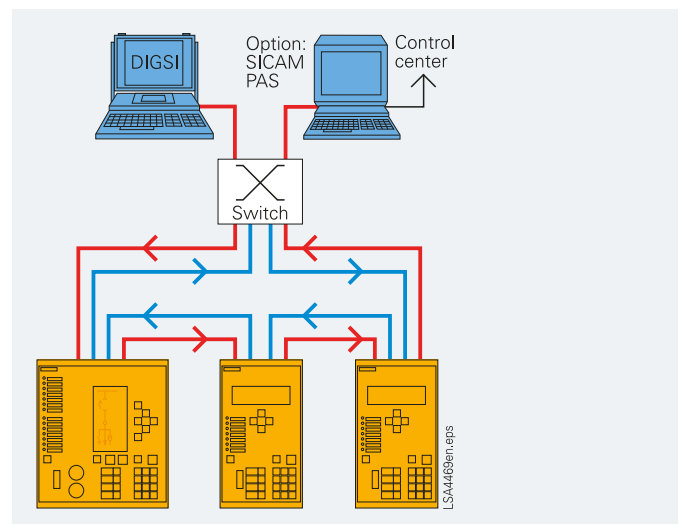 DIGSI
Option:
SICAM
PAS
Control
center
Switch
LSA4469en.eps